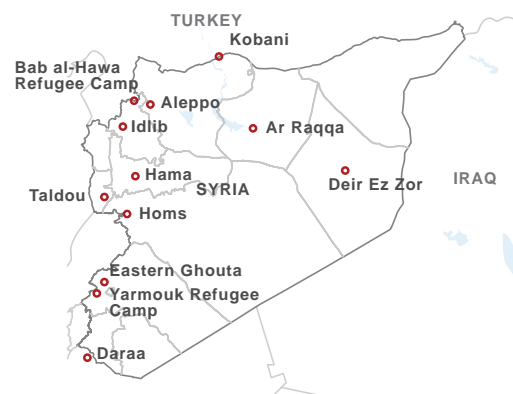 TURKEY
Kobani
Bab al-Hawa
Refugee Camp
Aleppo
Idlib
Ar Raqqa
Hama
SYRIA
Deir Ez Zor
IRAQ
Taldou
Homs
Eastern Ghouta
Yarmouk Refugee
Camp
Daraa